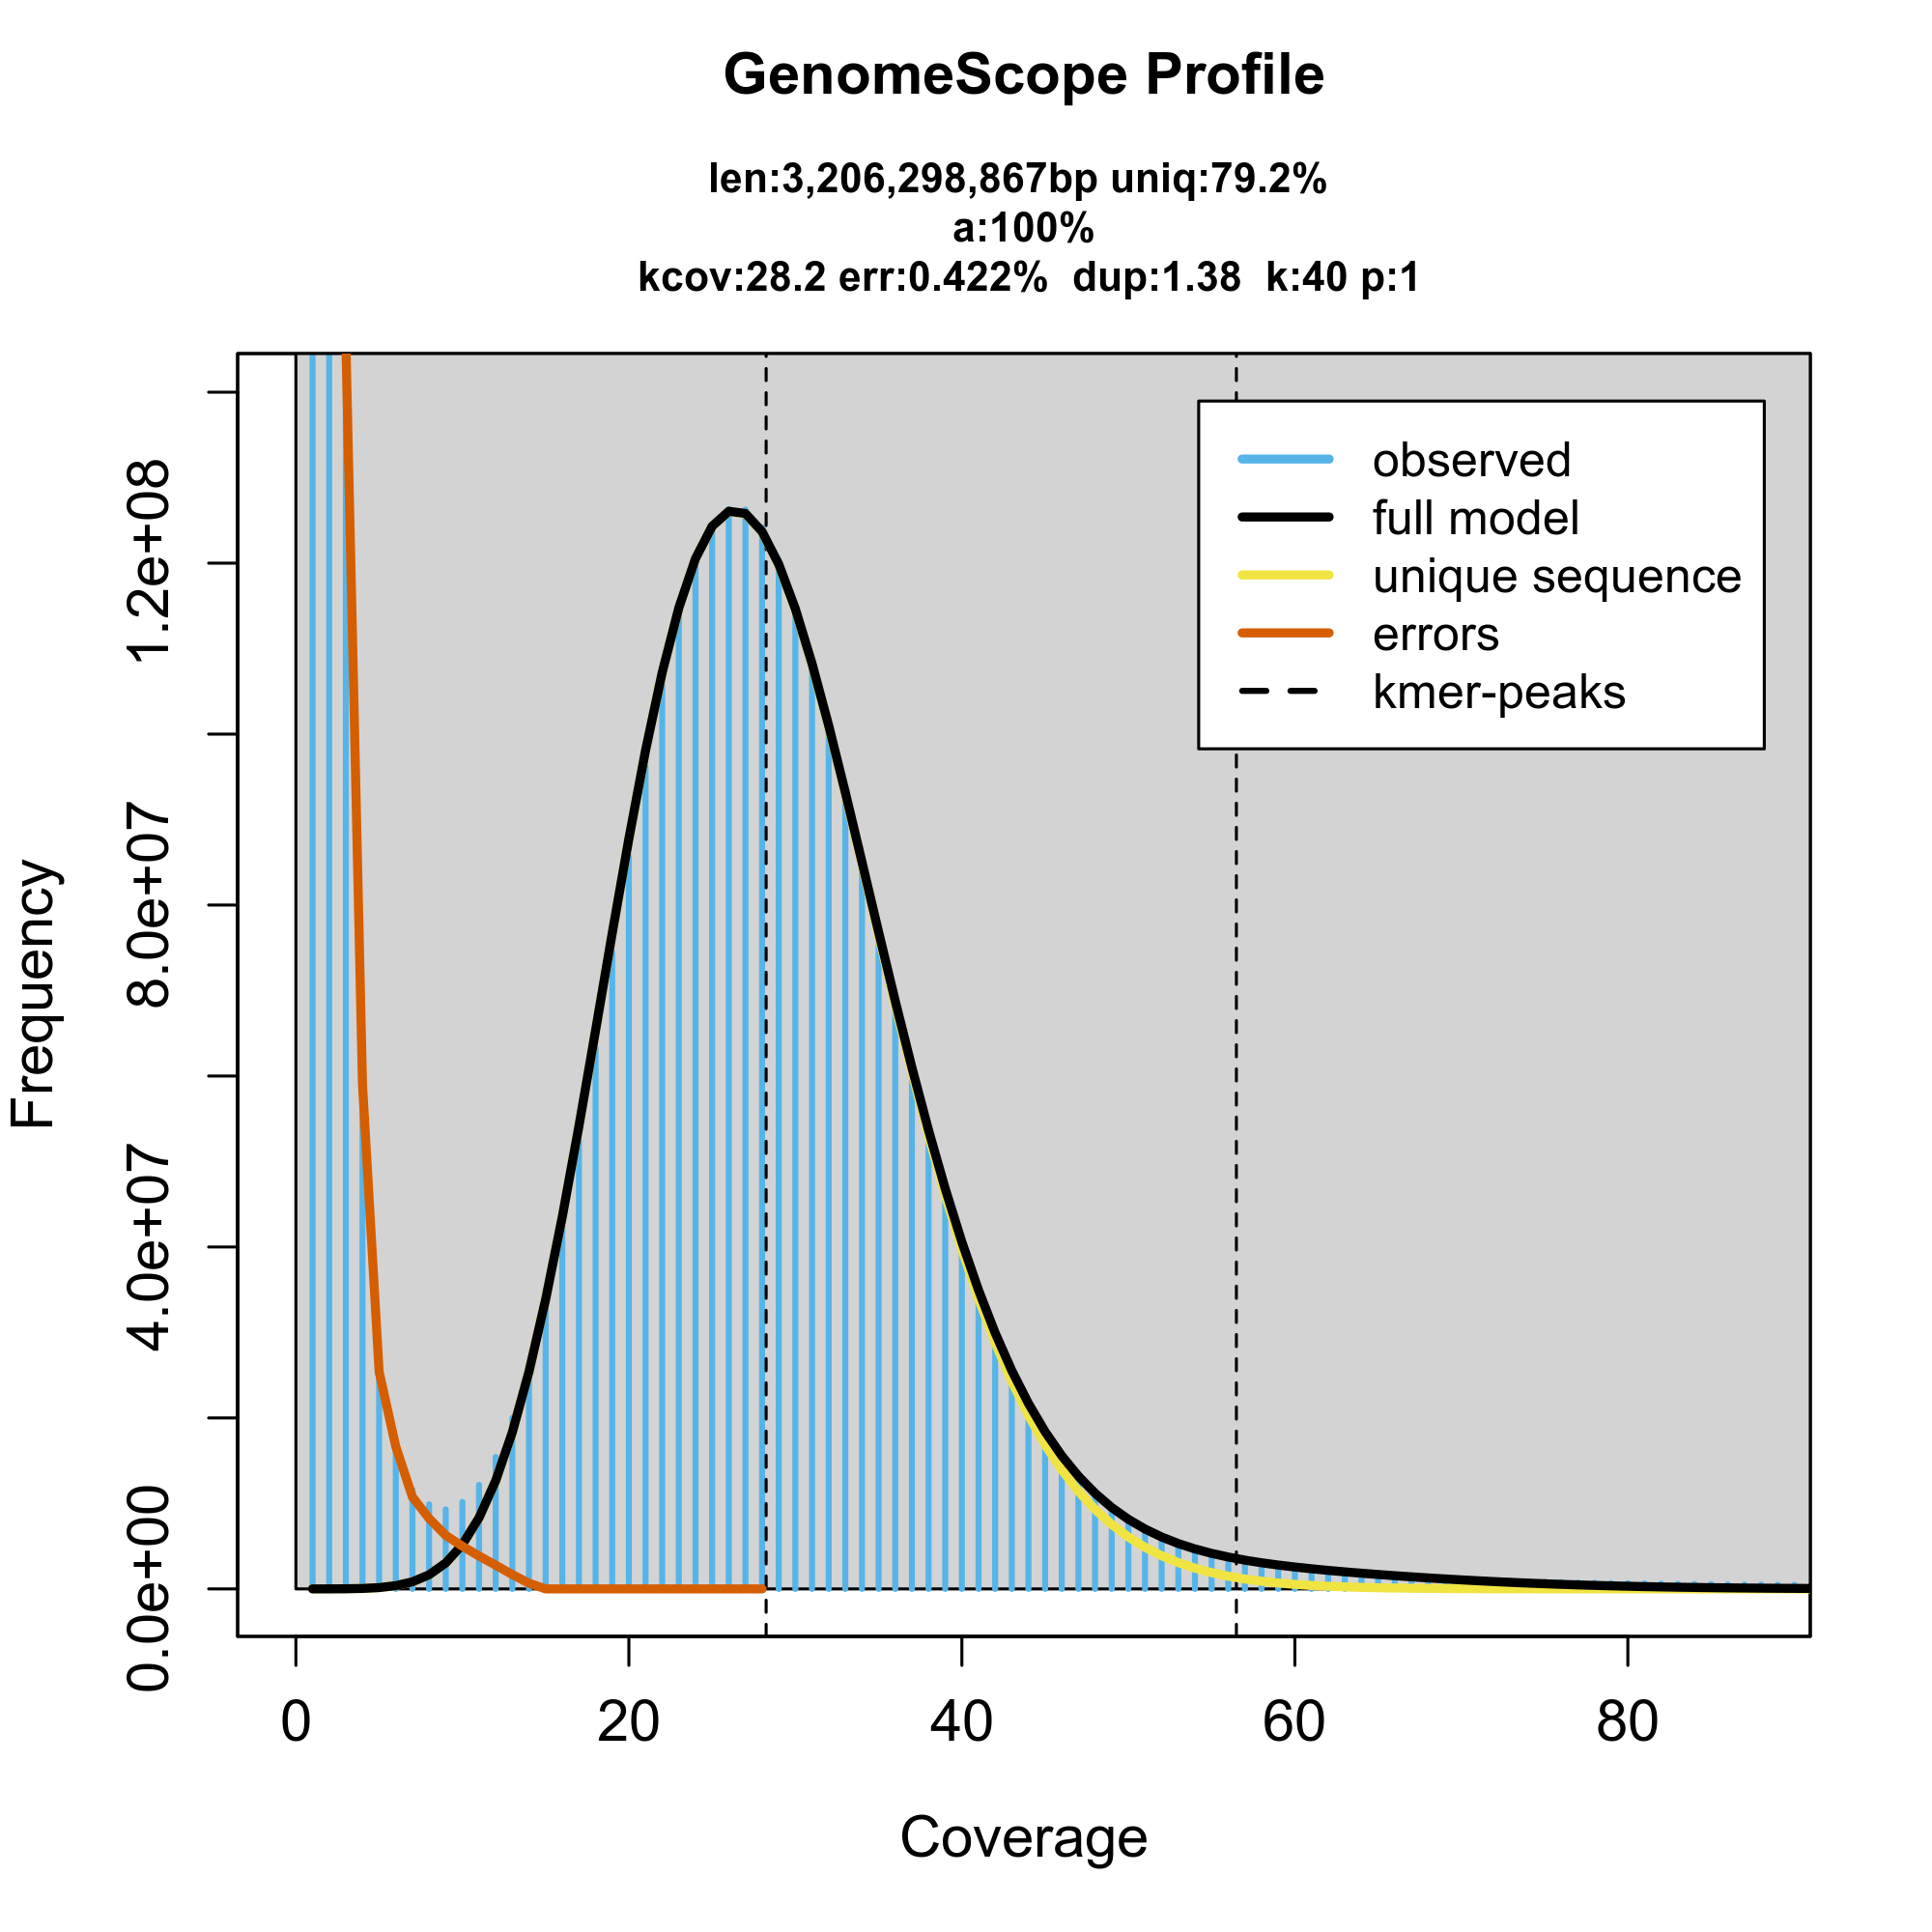 GenomeScope Profile
len:3,206,298,867bp uniq:79.2%
a:100%
kcov:28.2 err:0.422%  dup:1.38  k:40 p:1
observed
full model
unique sequence
errors
kmer-peaks
Frequency
1.2e+08
8.0e+07
4.0e+07
0.0e+00
0 20 40 60 80
Coverage